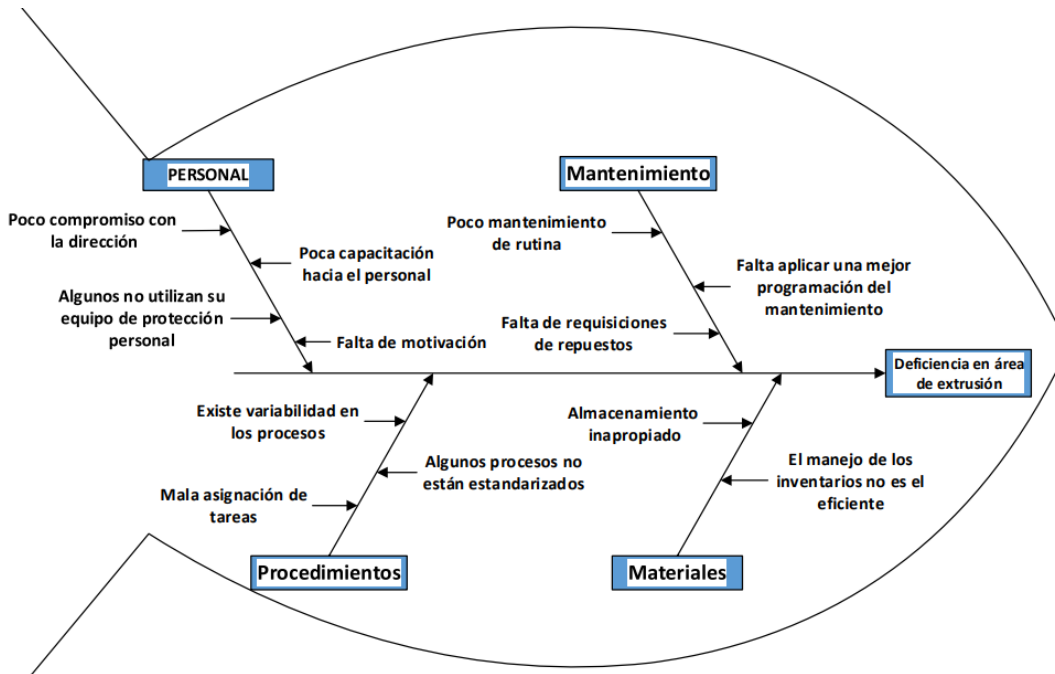 PERSONAL
Mantenimiento
Poco compromiso con
la dirección
Poca capacitación
hacia el personal
Algunos no utilizan su
equipo de protección
personal
Falta de motivación
Poco mantenimiento
de rutina
Falta aplicar una mejor
programación del
mantenimiento
Falta de requisiciones
de repuestos
Deficiencia en área
de extrusión
Existe variabilidad en
los procesos
Algunos procesos no
están estandarizados
Mala asignación de
tareas
Almacenamiento
inapropiado
El manejo de los
inventarios no es el
eficiente
Procedimientos
Materiales